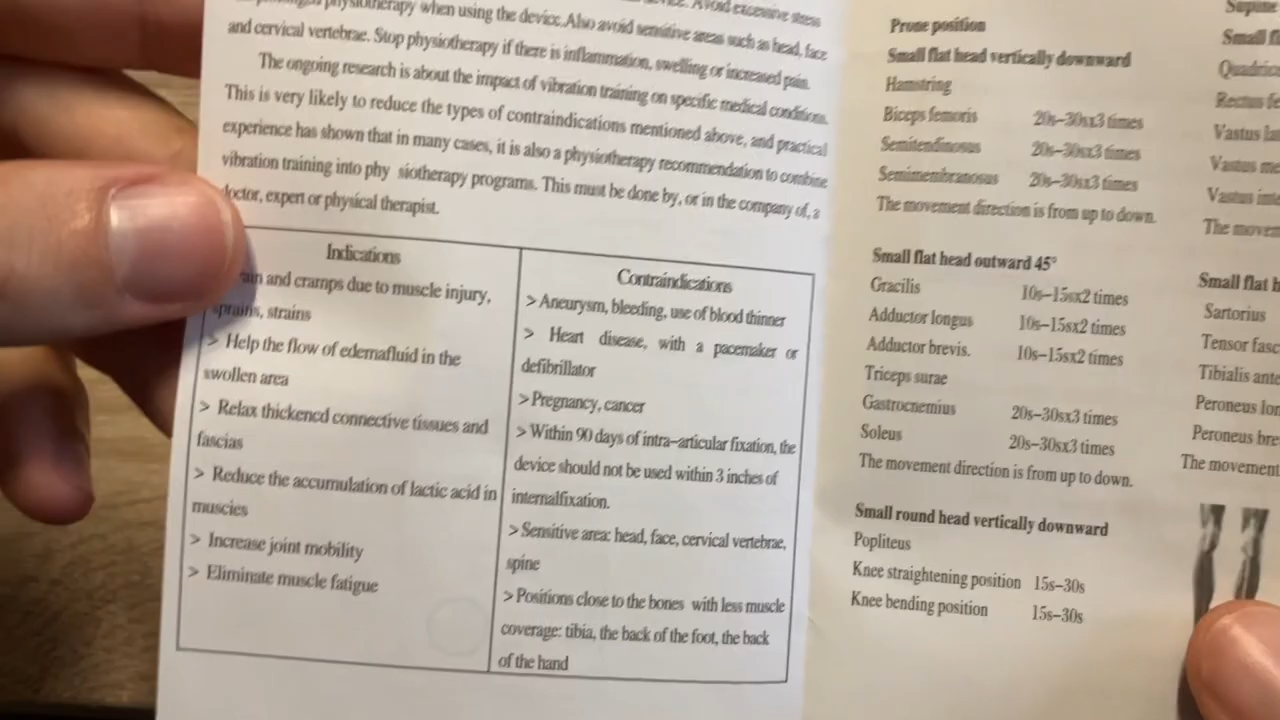 physiotherapy when using the device. Also avoid sensitive areas such as head, face
and cervical vertebrae. Stop physiotherapy if there is inflammation, swelling or increased pain.
The ongoing research is about the impact of vibration training on specific medical conditions.
This is very likely to reduce the types of contraindications mentioned above, and practical
experience has shown that in many cases, it is also a physiotherapy recommendation to combine
vibration training into phy siotherapy programs. This must be done by, or in the company of, a
doctor, expert or physical therapist.
Indications
and cramps due to muscle injury,
sprains, strains
> Help the flow of edemafluid in the
swollen area
> Relax thickencd connective tissues and
fascias
> Reduce the accumulation of lactic acid in
muscies
> Increase joint mobility
> Eliminate muscle fatigue
Contraindications
> Aneurysm, bleeding, use of blood thinner
> Heart disease, with a pacemaker or
defibrillator
> Pregnancy, cancer
> Within 90 days of intra-articular fixation, the
device should not be used within 3 inches of
internalfixation.
> Sensitive area: head, face, cervical vertebrae,
spine
> Positions close to the bones with less muscle
coverage: tibia, the back of the foot, the back
of the hand
Prone position
Small flat head vertically downward
Hamstring
Biceps femoris 20s-30sx3 times
Semitendinosus 20s-30sx3 times
Semimembranosus 20s-30sx3 times
The movement direction is from up to down.
Small flat head outward 45°
Gracilis 10s-15sx2 times
Adductor longus 10s-15sx2 times
Adductor brevis. 10s-15sx2 times
Triceps surae
Gastrocnemius 20s-30sx3 times
Soleus 20s-30sx3 times
The movement direction is from up to down.
Small round head vertically downward
Popliteus
Knee straightening position 15s-30s
Knee bending position 15s-30s
Supine
Small
Rectus
Vastus
Vastus
Vastus
The
Small flat
Sartorius
Tensor
Tibialis
Peroneus
Peroneus
The movement